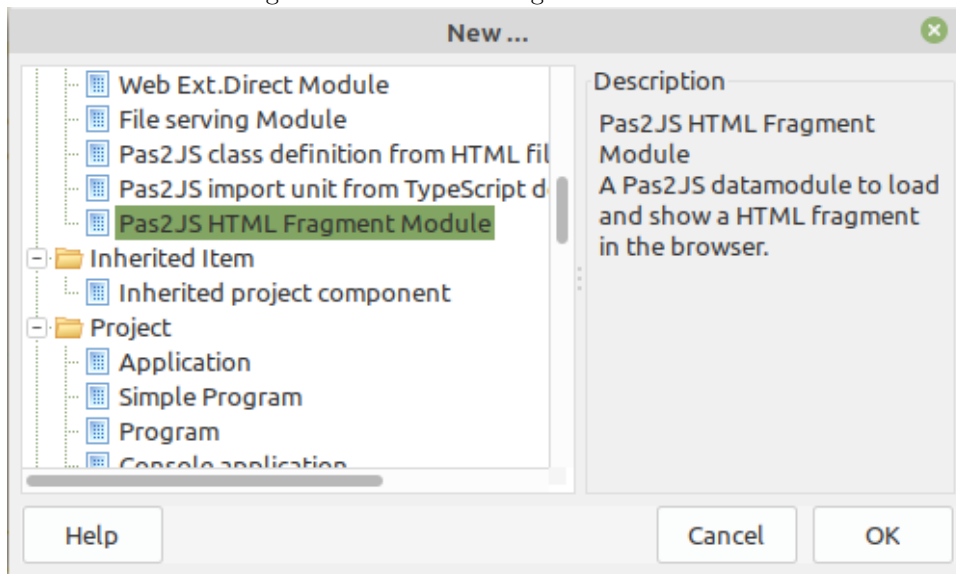 New ...
Web Ext.Direct Module
File serving Module
Pas2JS class definition from HTML fil
Pas2JS import unit from TypeScript d
Pas2JS HTML Fragment Module
Inherited Item
Inherited project component
Project
Application
Simple Program
Program
Console application
Description
Pas2JS HTML Fragment
Module
A Pas2JS datamodule to load
and show a HTML fragment
in the browser.
Help
Cancel
OK